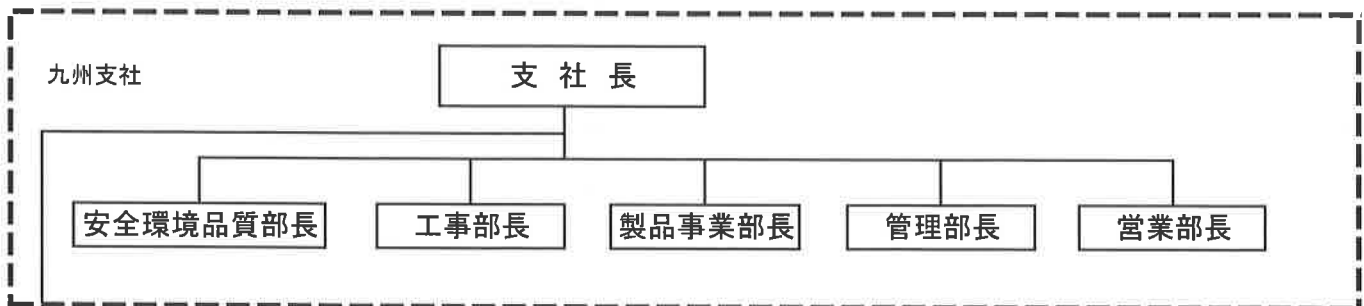 九州支社
支社長
安全環境品質部長
工事部長
製品事業部長
管理部長
営業部長